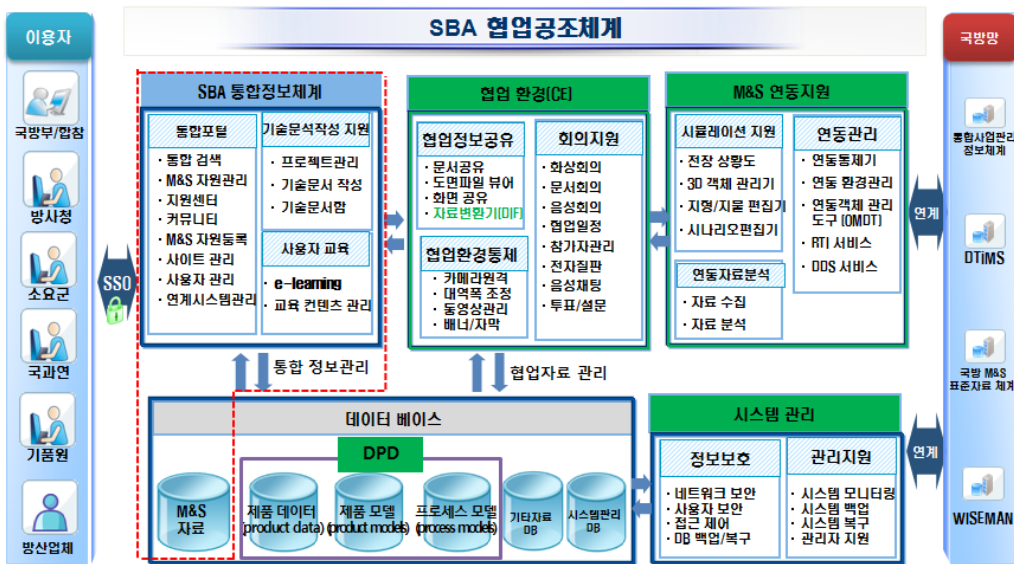 SBA 협업공조체계
이용자
국방부/합참
방사청
소요군
국과연
기품원
방산업체
SSO
SBA 통합정보체계
통합포털
· 통합 검색
· M&S 자원관리
· 지원센터
· 커뮤니티
· M&S 자원등록
· 사이트 관리
· 사용자 관리
· 연계시스템관리
기술문석작성 지원
· 프로젝트관리
· 기술문서 작성
· 기술문서함
사용자 교육
· e-learning
· 교육 컨텐츠 관리
협업 환경(CE)
협업정보공유
· 문서공유
· 도면파일 뷰어
· 화면 공유
· 자료변환기(DIF)
협업환경통제
· 카메라원격
· 대역폭 조정
· 동영상관리
· 배너/자막
회의지원
· 화상회의
· 문서회의
· 음성회의
· 협업일정
· 참가자관리
· 전자칠판
· 음성채팅
· 투표/설문
M&S 연동지원
시뮬레이션 지원
· 전장 상황도
· 3D 객체 관리기
· 지형/지물 편집기
· 시나리오편집기
연동자료분석
· 자료 수집
· 자료 분석
연동관리
· 연동통제기
· 연동 환경관리
· 연동객체 관리
도구(OMDT)
· RTI 서비스
· DDS 서비스
통합 정보관리
협업자료 관리
데이터 베이스
DPD
M&S
자료
제품 데이터
(product data)
제품 모델
(product models)
프로세스 모델
(process models)
기타자료
DB
시스템관리
DB
시스템 관리
정보보호
· 네트워크 보안
· 사용자 보안
· 접근 제어
· DB 백업/복구
관리지원
· 시스템 모니터링
· 시스템 백업
· 시스템 복구
· 관리자 지원
연계
연계
국방망
통합사업관리
정보체계
DTiMS
국방 M&S
표준자료 체계
WISEMAN